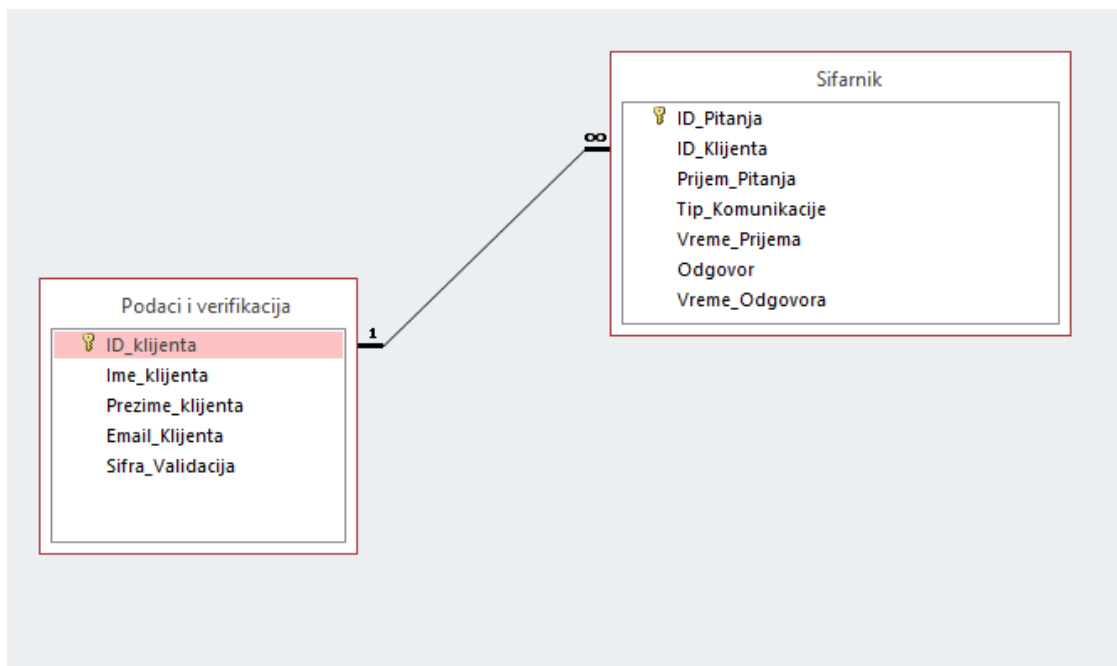 Sifarnik
ID_Pitanja
ID_Klijenta
Prijem_Pitanja
Tip_Komunikacije
Vreme_Prijema
Odgovor
Vreme_Odgovora
∞
1
Podaci i verifikacija
ID_klijenta
Ime_klijenta
Prezime_klijenta
Email_Klijenta
Sifra_Validacija